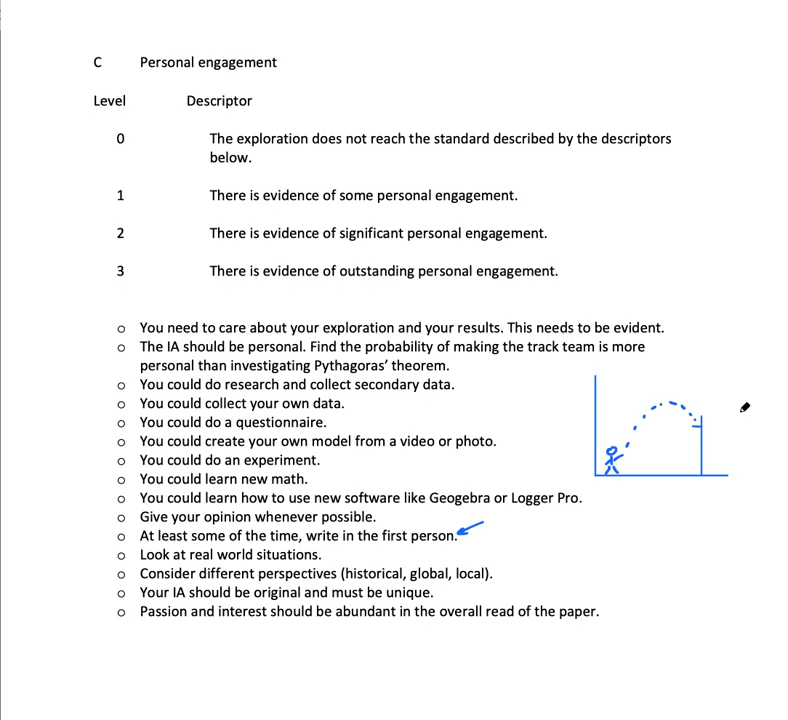 C Personal engagement
Level Descriptor
0 The exploration does not reach the standard described by the descriptors
below.
1 There is evidence of some personal engagement.
2 There is evidence of significant personal engagement.
3 There is evidence of outstanding personal engagement.
o You need to care about your exploration and your results. This needs to be evident.
o The IA should be personal. Find the probability of making the track team is more
personal than investigating Pythagoras’ theorem.
o You could do research and collect secondary data.
o You could collect your own data.
o You could do a questionnaire.
o You could create your own model from a video or photo.
o You could do an experiment.
o You could learn new math.
o You could learn how to use new software like Geogebra or Logger Pro.
o Give your opinion whenever possible.
o At least some of the time, write in the first person.
o Look at real world situations.
o Consider different perspectives (historical, global, local).
o Your IA should be original and must be unique.
o Passion and interest should be abundant in the overall read of the paper.